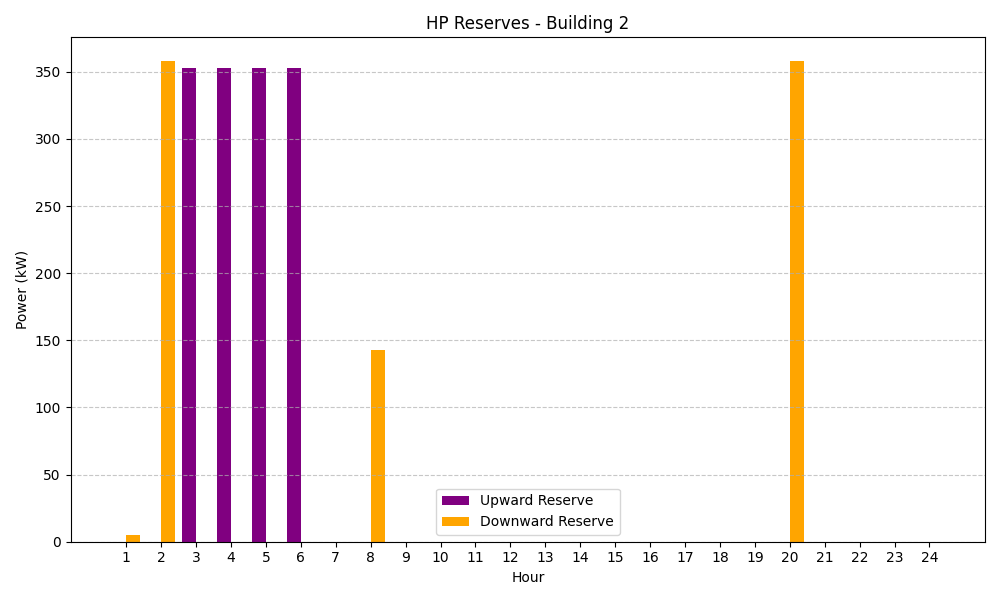 HP Reserves - Building 2
Power (kW)
350
300
250
200
150
100
50
0
Upward Reserve
Downward Reserve
1 2 3 4 5 6 7 8 9 10 11 12 13 14 15 16 17 18 19 20 21 22 23 24
Hour